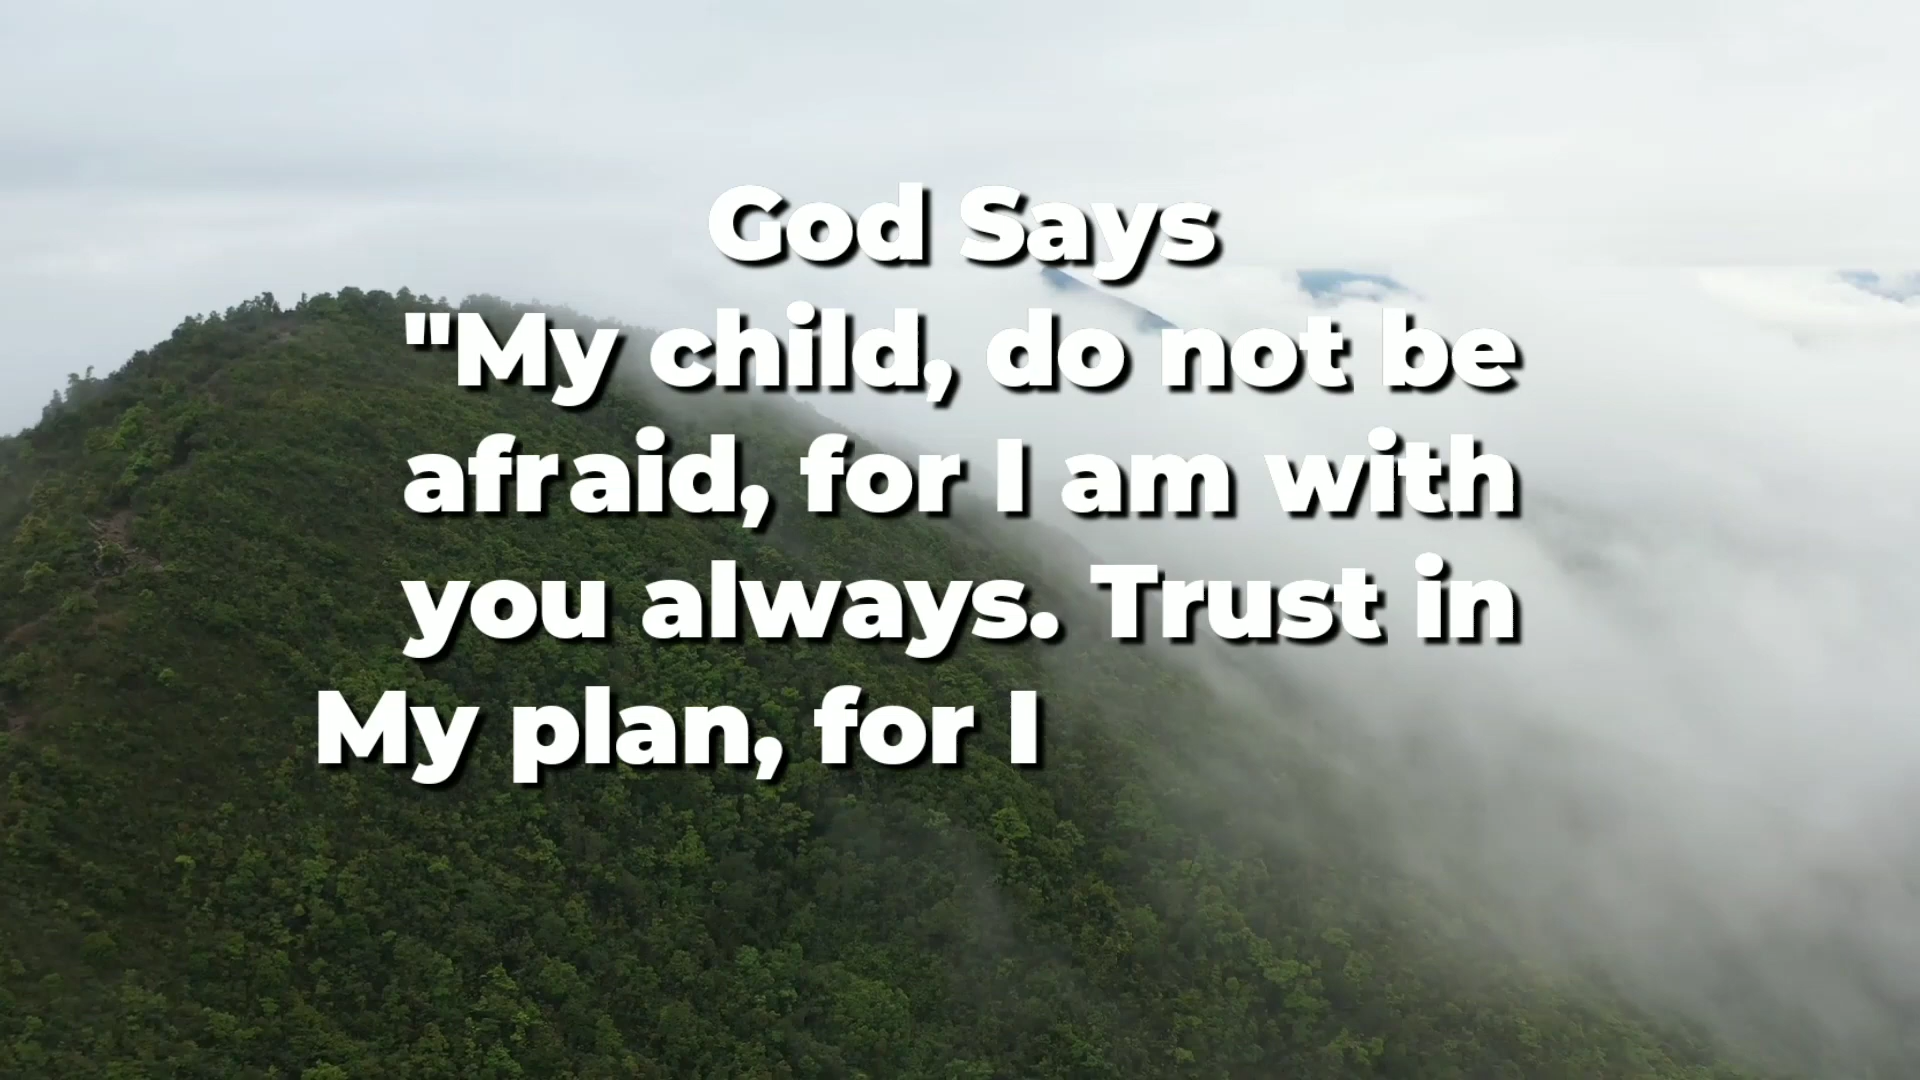 God Says
"My child, do not be
afraid, for I am with
you always. Trust in
My plan, for I